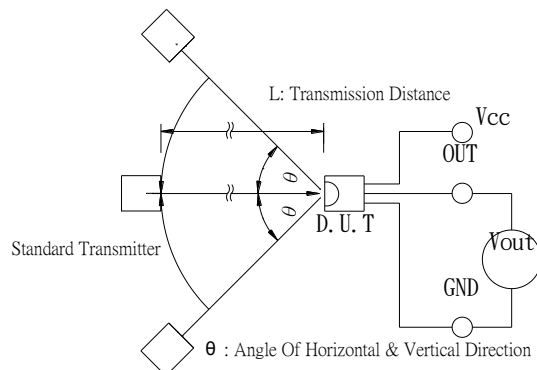 L: Transmission Distance
Vcc
OUT
θ
θ
D.U.T
Standard Transmitter
Vout
GND
θ : Angle Of Horizontal & Vertical Direction